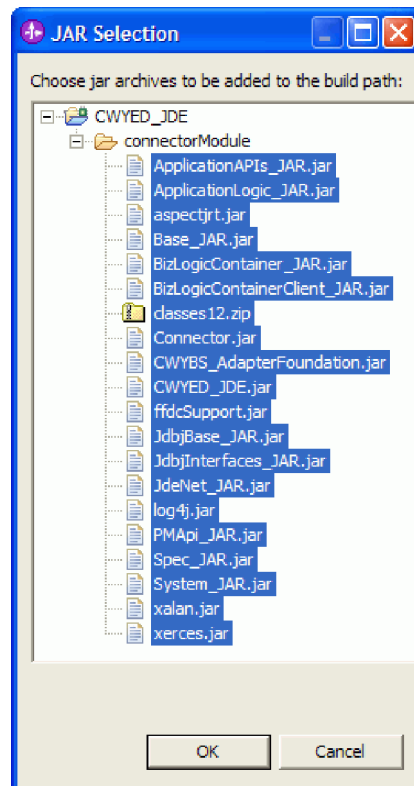 JAR Selection
Choose jar archives to be added to the build path:
CWYED_JDE
connectorModule
ApplicationAPIs_JAR.jar
ApplicationLogic_JAR.jar
aspectjrt.jar
Base_JAR.jar
BizLogicContainer_JAR.jar
BizLogicContainerClient_JAR.jar
classes12.zip
Connector.jar
CWYBS_AdapterFoundation.jar
CWYED_JDE.jar
ffdcSupport.jar
JdbjBase_JAR.jar
JdbjInterfaces_JAR.jar
JdeNet_JAR.jar
log4j.jar
PMApi_JAR.jar
Spec_JAR.jar
System_JAR.jar
xalan.jar
xerces.jar
OK Cancel